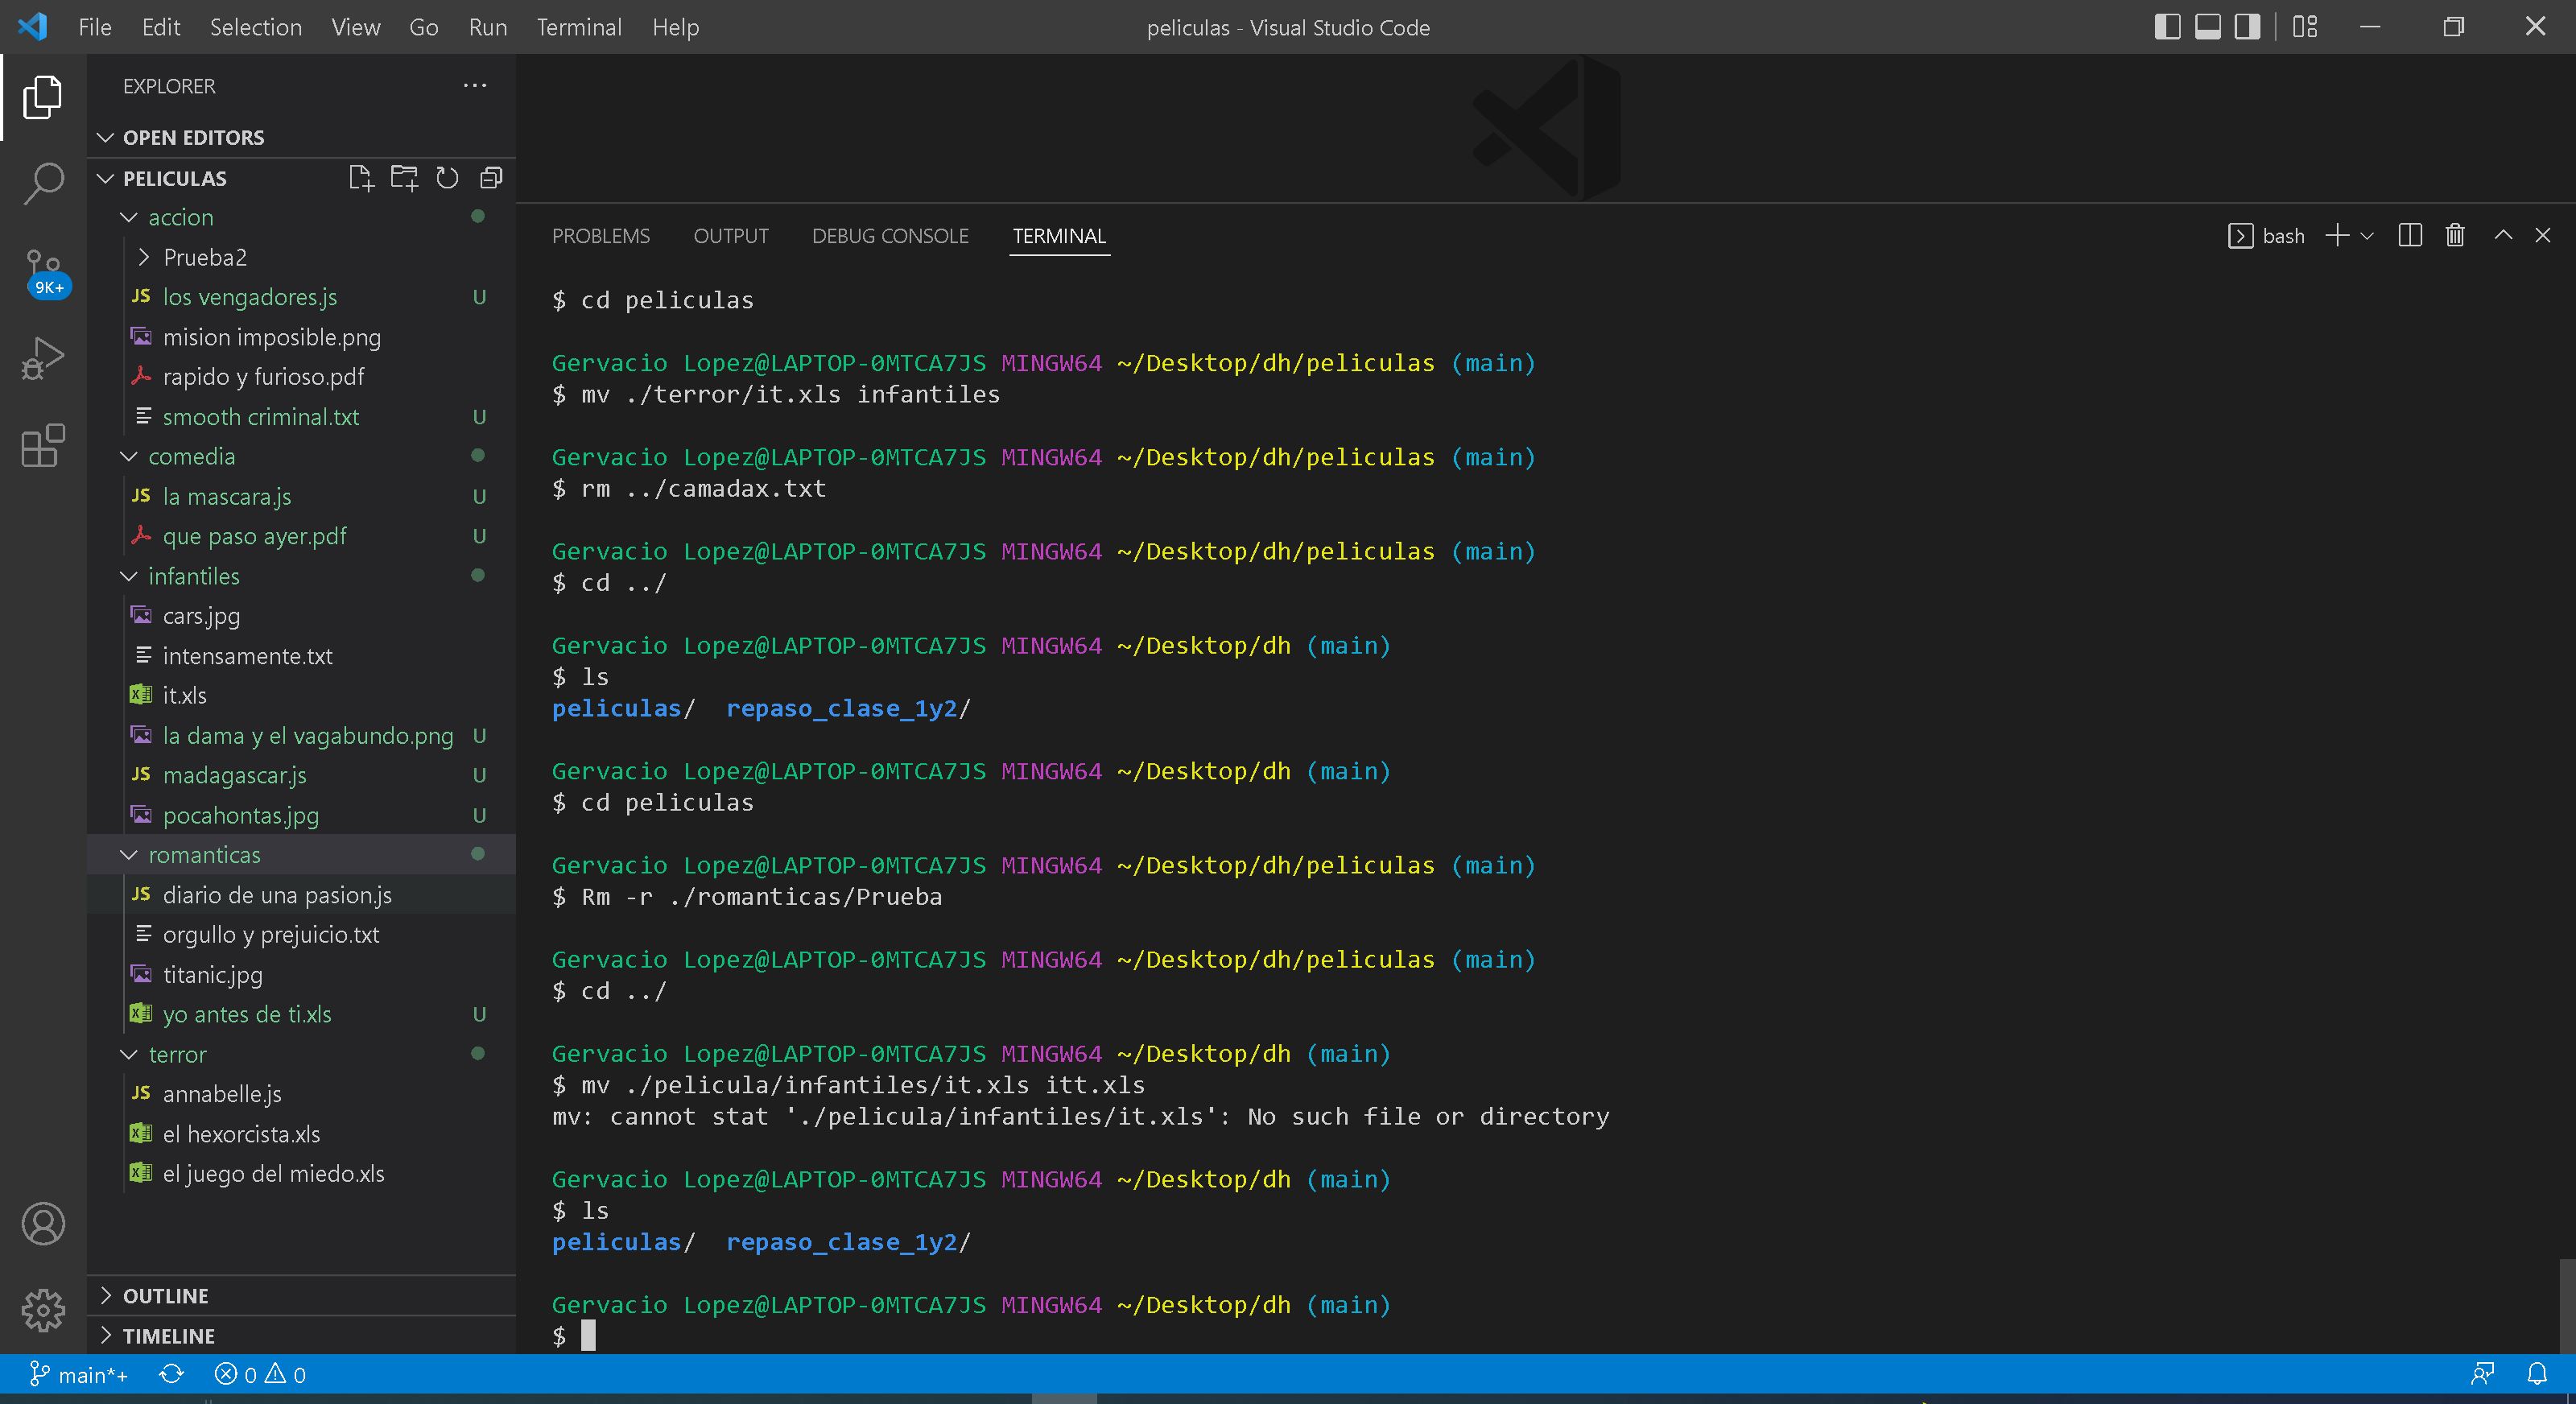 File Edit Selection View Go Run Terminal Help
peliculas - Visual Studio Code
EXPLORER
OPEN EDITORS
PELICULAS
accion
Prueba2
JS los vengadores.js U
mision imposible.png
rapido y furioso.pdf
smooth criminal.txt U
comedia
JS la mascara.js U
que paso ayer.pdf U
infantiles
cars.jpg
intensamente.txt
it.xls
la dama y el vagabundo.png U
JS madagascar.js U
pocahontas.jpg U
romanticas
JS diario de una pasion.js
orgullo y prejuicio.txt
titanic.jpg
yo antes de ti.xls U
terror
JS annabelle.js
el hexorcista.xls
el juego del miedo.xls
OUTLINE
TIMELINE
9K+
PROBLEMS OUTPUT DEBUG CONSOLE TERMINAL
bash
$ cd peliculas
Gervacio Lopez@LAPTOP-0MTCA7JS MINGW64 ~/Desktop/dh/peliculas (main)
$ mv ./terror/it.xls infantiles
Gervacio Lopez@LAPTOP-0MTCA7JS MINGW64 ~/Desktop/dh/peliculas (main)
$ rm ../camadax.txt
Gervacio Lopez@LAPTOP-0MTCA7JS MINGW64 ~/Desktop/dh/peliculas (main)
$ cd ../
Gervacio Lopez@LAPTOP-0MTCA7JS MINGW64 ~/Desktop/dh (main)
$ ls
peliculas/ repaso_clase_1y2/
Gervacio Lopez@LAPTOP-0MTCA7JS MINGW64 ~/Desktop/dh (main)
$ cd peliculas
Gervacio Lopez@LAPTOP-0MTCA7JS MINGW64 ~/Desktop/dh/peliculas (main)
$ Rm -r ./romanticas/Prueba
Gervacio Lopez@LAPTOP-0MTCA7JS MINGW64 ~/Desktop/dh/peliculas (main)
$ cd ../
Gervacio Lopez@LAPTOP-0MTCA7JS MINGW64 ~/Desktop/dh (main)
$ mv ./pelicula/infantiles/it.xls itt.xls
mv: cannot stat './pelicula/infantiles/it.xls': No such file or directory
Gervacio Lopez@LAPTOP-0MTCA7JS MINGW64 ~/Desktop/dh (main)
$ ls
peliculas/ repaso_clase_1y2/
Gervacio Lopez@LAPTOP-0MTCA7JS MINGW64 ~/Desktop/dh (main)
$
main*+ 0 0